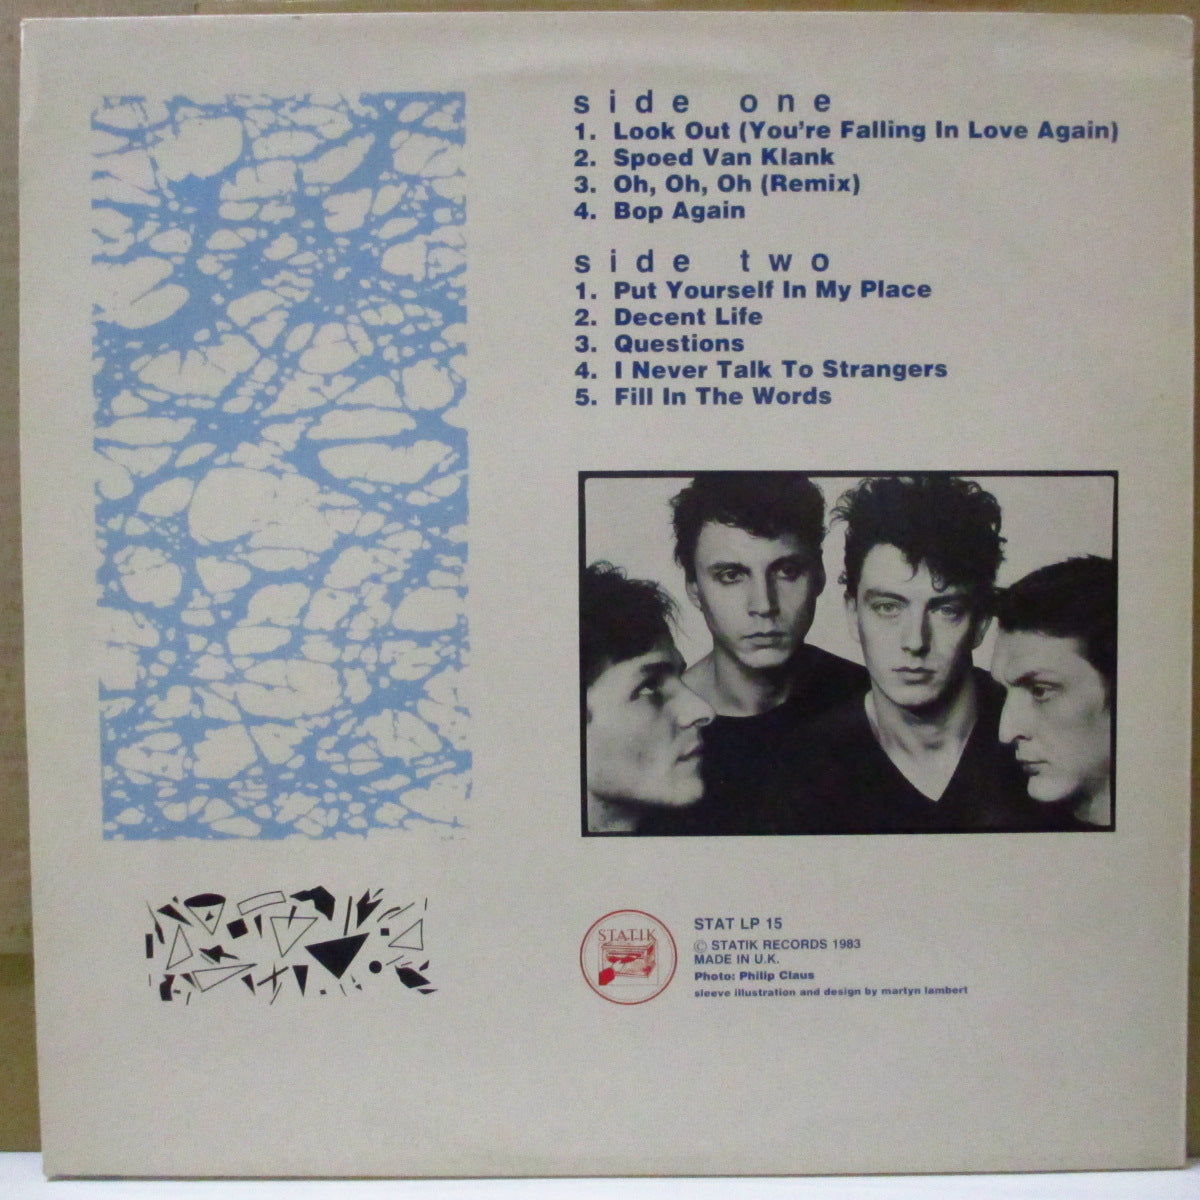 side one
1. Look Out (You're Falling In Love Again)
2. Spoed Van Klank
3. Oh, Oh, Oh (Remix)
4. Bop Again
side two
1. Put Yourself In My Place
2. Decent Life
3. Questions
4. I Never Talk To Strangers
5. Fill In The Words
STATIK
STAT LP 15
© STATIK RECORDS 1983
MADE IN U.K.
Photo: Philip Claus
sleeve illustration and design by martyn lambert